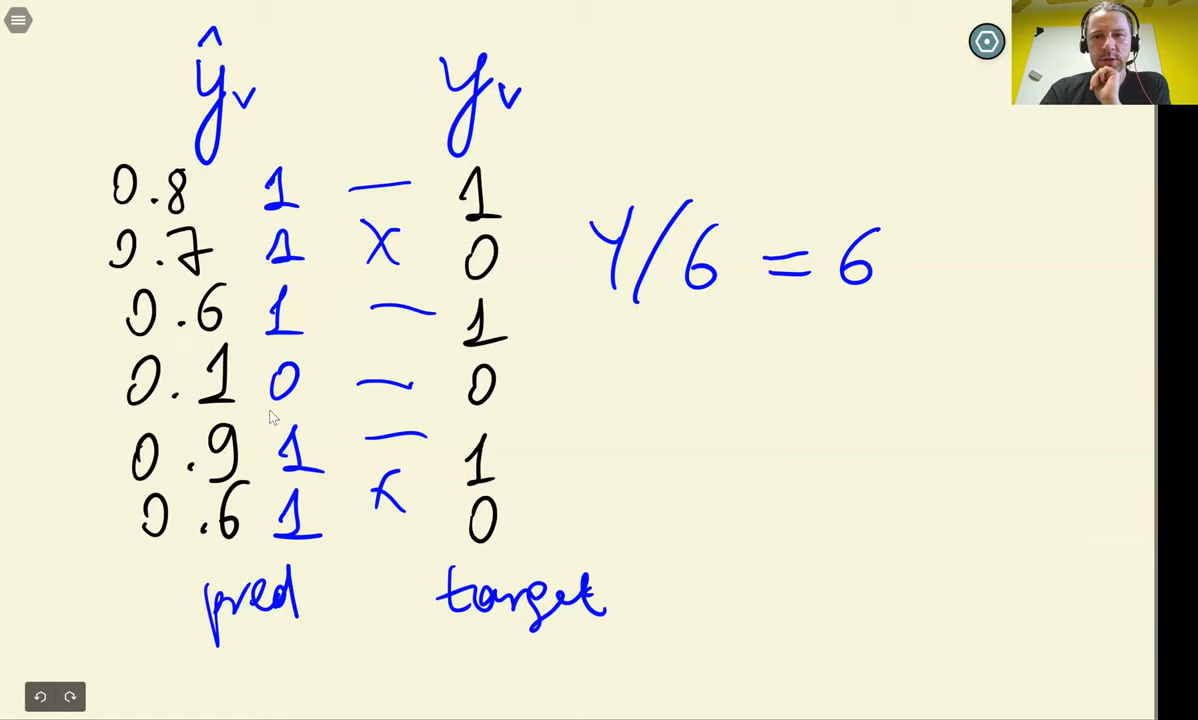 ŷv yv
0.8 1 — 1
0.7 1 x 0 4/6 = 6
0.6 1 — 1
0.1 0 — 0
0.9 1 — 1
0.6 1 x 0
pred target